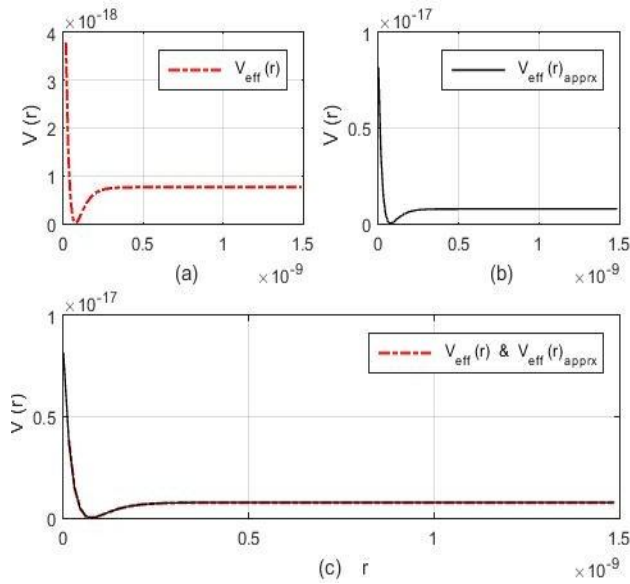 ×10^-18
4
3
2
1
0
V (r)
V_eff (r)
0 0.5 1 1.5
(a) ×10^-9
×10^-17
1
0.5
0
V (r)
V_eff (r)_apprx
0 0.5 1 1.5
(b) ×10^-9
×10^-17
1
0.5
0
V (r)
V_eff (r) & V_eff (r)_apprx
0 0.5 1 1.5
(c) r ×10^-9